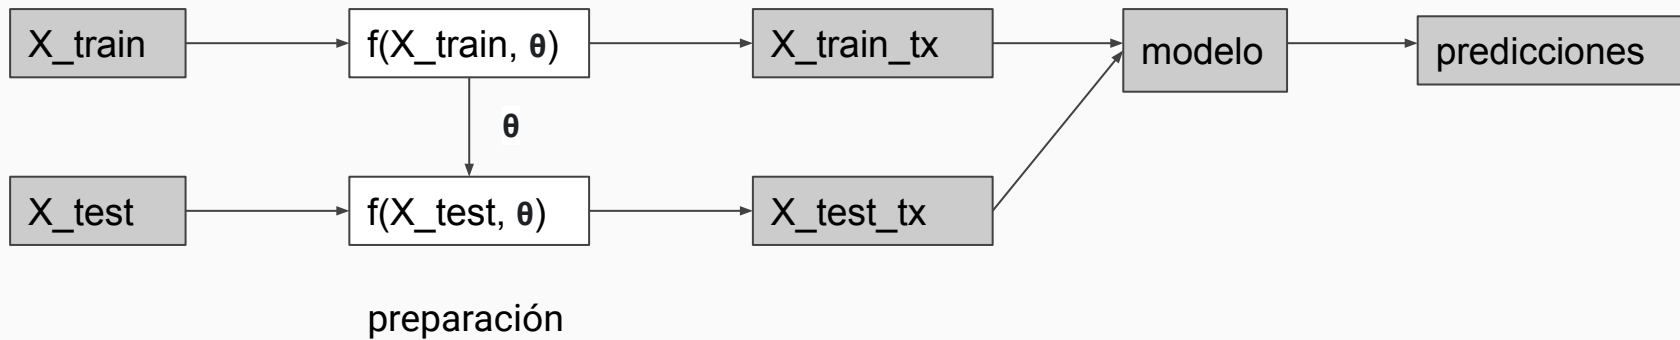 X_train
f(X_train, θ)
X_train_tx
modelo
predicciones
θ
X_test
f(X_test, θ)
X_test_tx
preparación